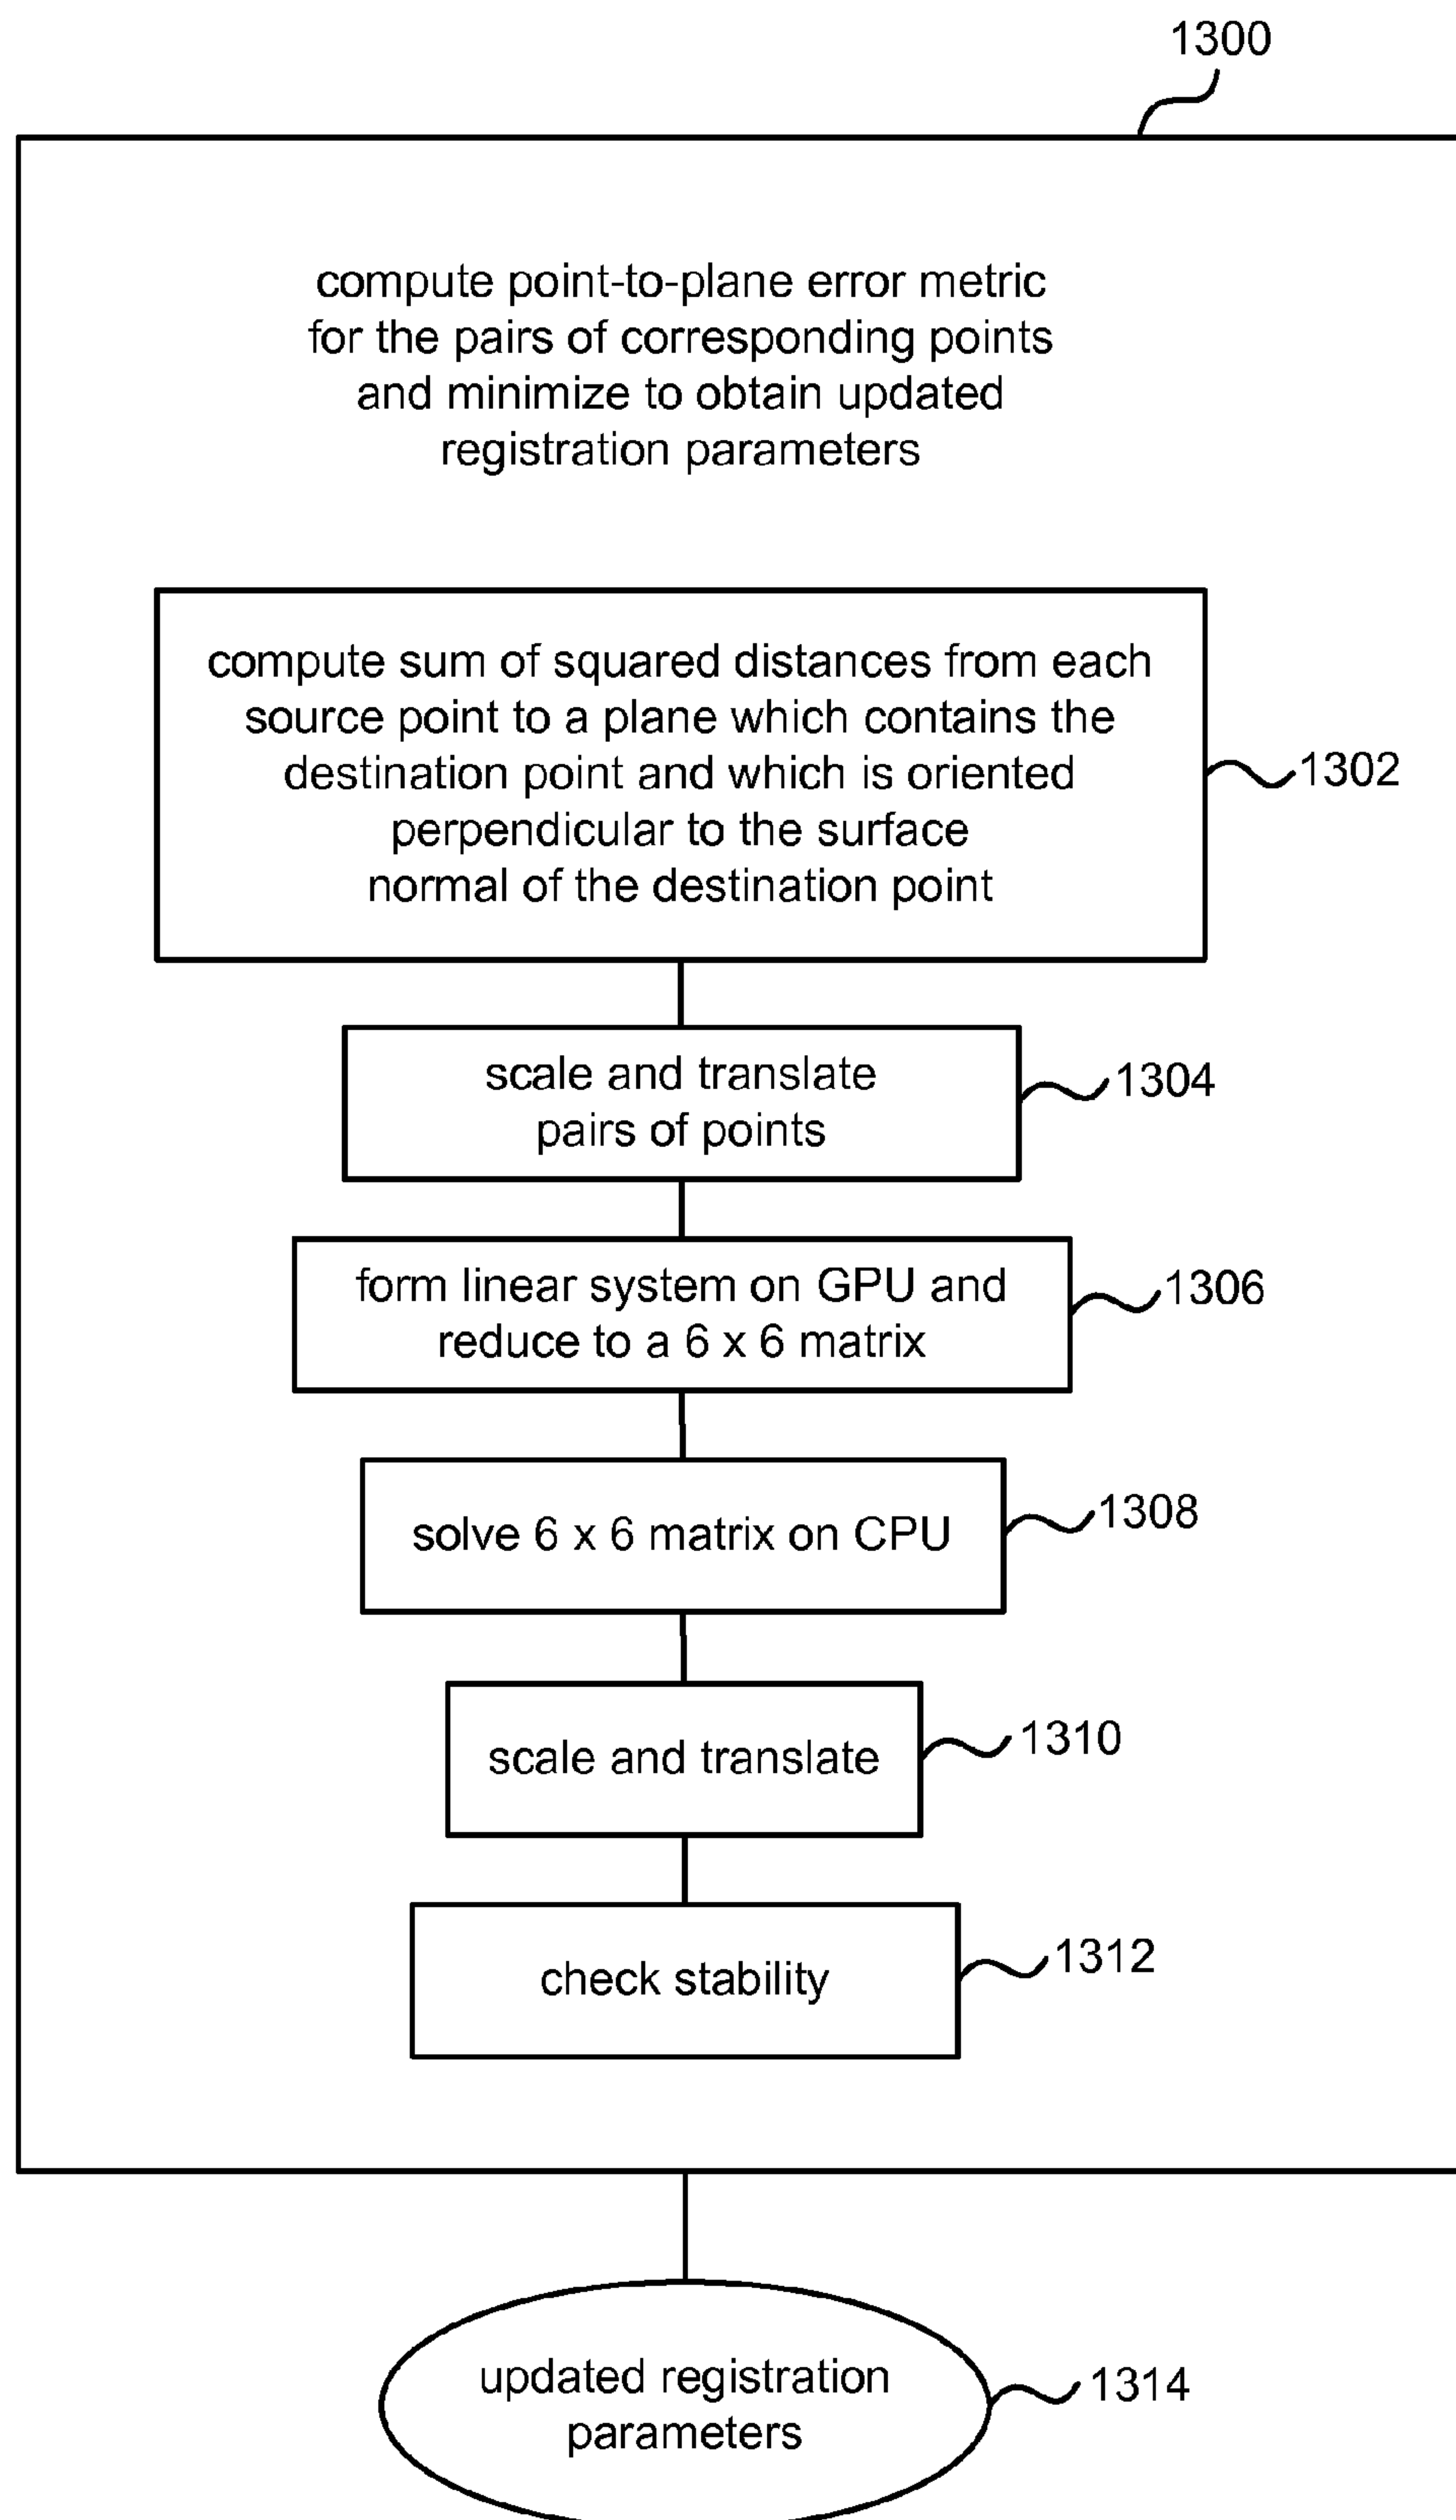 1300
compute point-to-plane error metric
for the pairs of corresponding points
and minimize to obtain updated
registration parameters
compute sum of squared distances from each
source point to a plane which contains the
destination point and which is oriented
perpendicular to the surface
normal of the destination point
1302
scale and translate
pairs of points
1304
form linear system on GPU and
reduce to a 6 x 6 matrix
1306
solve 6 x 6 matrix on CPU
1308
scale and translate
1310
check stability
1312
updated registration
parameters
1314